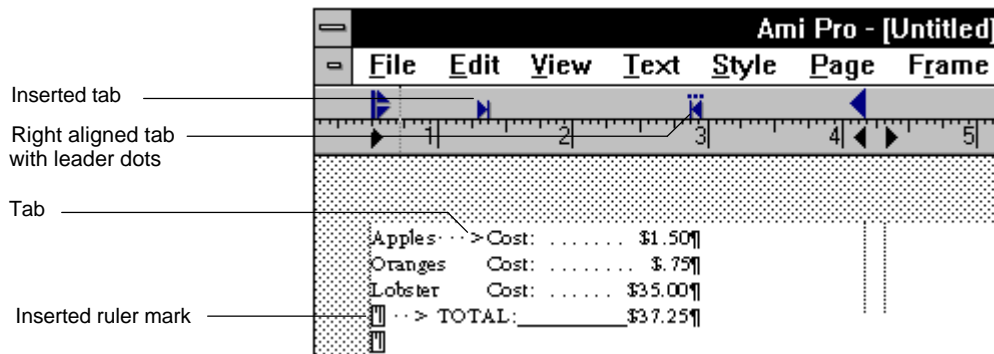 Ami Pro - [Untitled]
File Edit View Text Style Page Frame
Inserted tab
Right aligned tab
with leader dots
1 2 3 4 5
Tab
Apples · · · > Cost: . . . . . . . $1.50¶
Oranges Cost: . . . . . . . . $.75¶
Lobster Cost: . . . . . . $35.00¶
Inserted ruler mark
¶ · · > TOTAL:____________$37.25¶
¶